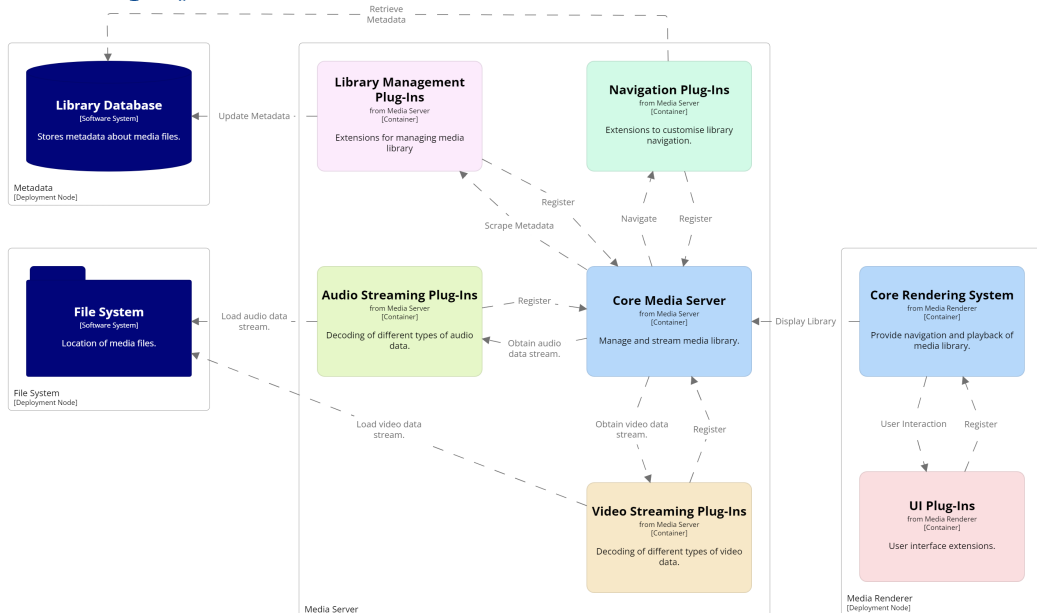 Retrieve
Metadata
Library Database
[Software System]
Stores metadata about media files.
Metadata
[Deployment Node]
Update Metadata
Library Management
Plug-Ins
from Media Server
[Container]
Extensions for managing media
library
Navigation Plug-Ins
from Media Server
[Container]
Extensions to customise library
navigation.
Register
Scrape Metadata
Navigate
Register
File System
[Software System]
Location of media files.
File System
[Deployment Node]
Load audio data
stream.
Audio Streaming Plug-Ins
from Media Server
[Container]
Decoding of different types of audio
data.
Register
Obtain audio
data stream.
Core Media Server
from Media Server
[Container]
Manage and stream media library.
Display Library
Core Rendering System
from Media Renderer
[Container]
Provide navigation and playback of
media library.
Load video data
stream.
Obtain video data
stream.
Register
User Interaction
Register
Video Streaming Plug-Ins
from Media Server
[Container]
Decoding of different types of video
data.
UI Plug-Ins
from Media Renderer
[Container]
User interface extensions.
Media Server
Media Renderer
[Deployment Node]